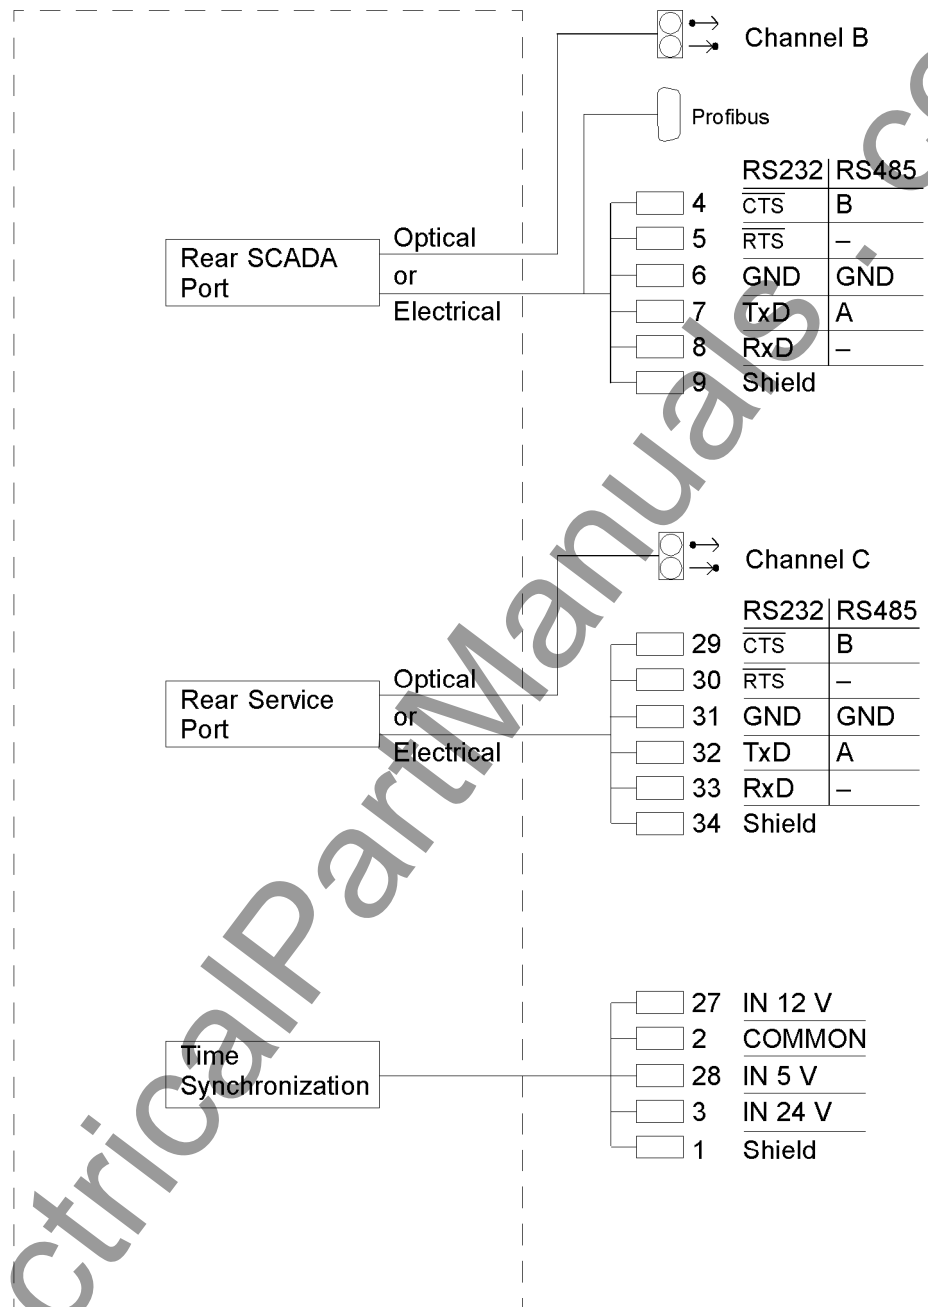 Channel B
Profibus
RS232 RS485
4 CTS B
Rear SCADA
Port
Optical
or
Electrical
5 RTS –
6 GND GND
7 TxD A
8 RxD –
9 Shield
Channel C
RS232 RS485
29 CTS B
Rear Service
Port
Optical
or
Electrical
30 RTS –
31 GND GND
32 TxD A
33 RxD –
34 Shield
Time
Synchronization
27 IN 12 V
2 COMMON
28 IN 5 V
3 IN 24 V
1 Shield
ctricalPartManuals . co